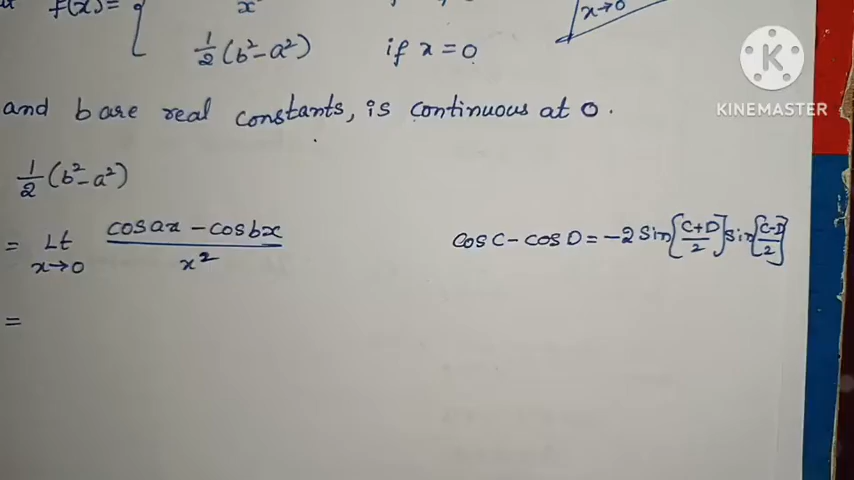 f(x) = {
x
1/2 (b² - a²) if x = 0
x→0
and b are real constants, is continuous at 0.
1/2 (b² - a²)
= Lt x→0 (cos ax - cos bx) / x²
cos C - cos D = -2 sin[(C+D)/2] sin[(C-D)/2]
=
K
KINEMASTER